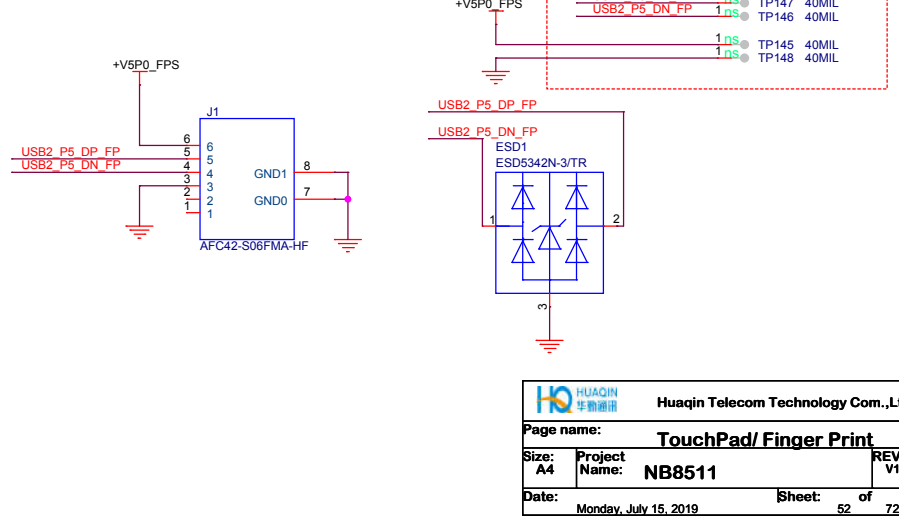 +V5P0_FPS
TP147 40MIL
USB2_P5_DN_FP 1 ns TP146 40MIL
1 ns TP145 40MIL
1 ns TP148 40MIL
+V5P0_FPS
USB2_P5_DP_FP
J1
USB2_P5_DN_FP
ESD1
ESD5342N-3/TR
6 6
USB2_P5_DP_FP 5 5
USB2_P5_DN_FP 4 4 GND1 8
3 3
2 2 GND0 7
1 1
1 2
AFC42-S06FMA-HF
3
HUAQIN
华勤通讯
Huaqin Telecom Technology Com.,Lt
Page name:
TouchPad/ Finger Print
Size: Project REV
A4 Name: NB8511 V1
Date: Sheet: of
Monday, July 15, 2019 52 72